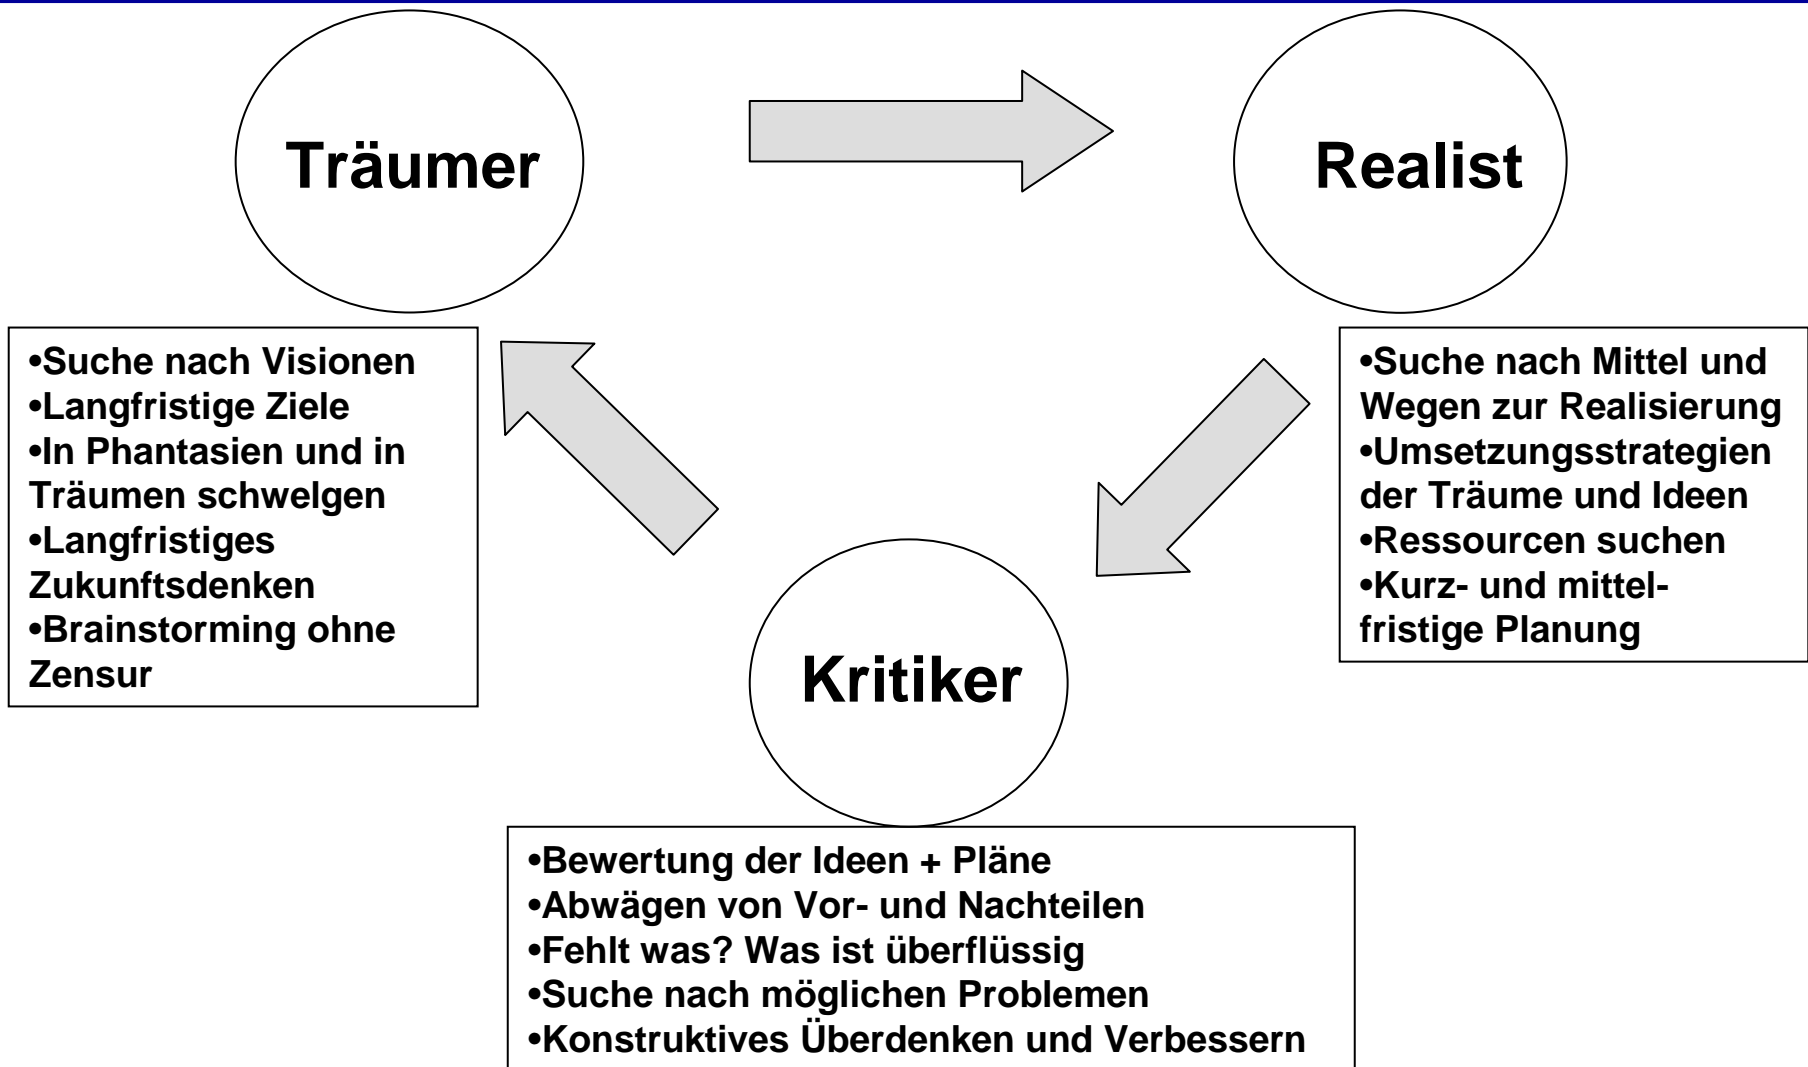 Träumer
Realist
•Suche nach Visionen
•Langfristige Ziele
•In Phantasien und in
Träumen schwelgen
•Langfristiges
Zukunftsdenken
•Brainstorming ohne
Zensur
•Suche nach Mittel und
Wegen zur Realisierung
•Umsetzungsstrategien
der Träume und Ideen
•Ressourcen suchen
•Kurz- und mittel-
fristige Planung
Kritiker
•Bewertung der Ideen + Pläne
•Abwägen von Vor- und Nachteilen
•Fehlt was? Was ist überflüssig
•Suche nach möglichen Problemen
•Konstruktives Überdenken und Verbessern